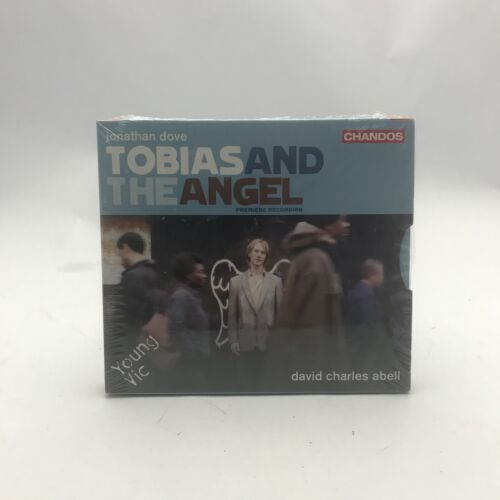 jonathan dove
CHANDOS
TOBIAS AND
THE ANGEL
PREMIERE RECORDING
Young
Vic
david charles abell